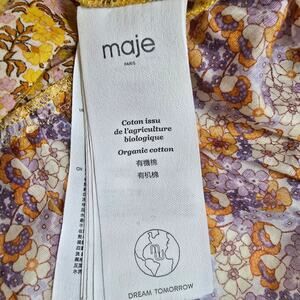 maje
PARIS
Coton issu
de l'agriculture
biologique
Organic cotton
有機棉
有机棉
DREAM TOMORROW